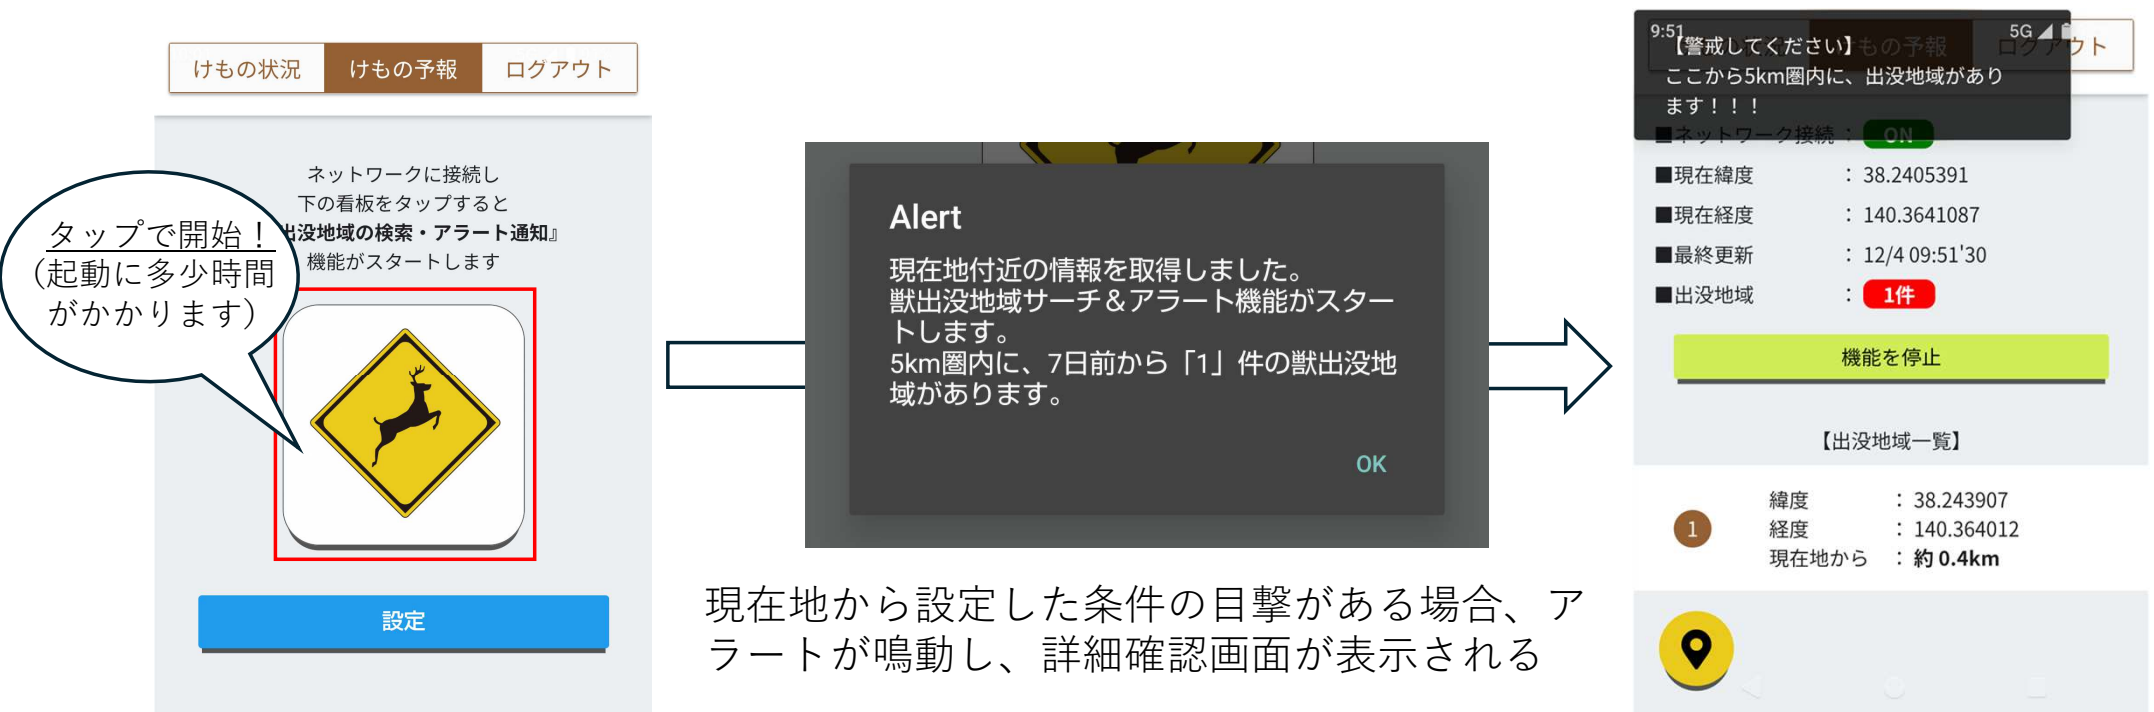 けもの状況 けもの予報 ログアウト
ネットワークに接続し
下の看板をタップすると
出没地域の検索・アラート通知』
機能がスタートします
タップで開始！
（起動に多少時間
がかかります）
設定
Alert
現在地付近の情報を取得しました。
獣出没地域サーチ＆アラート機能がスター
トします。
5km圏内に、7日前から「1」件の獣出没地
域があります。
OK
現在地から設定した条件の目撃がある場合、ア
ラートが鳴動し、詳細確認画面が表示される
9:51 5G
けもの予報 ログアウト
【警戒してください】
ここから5km圏内に、出没地域があり
ます！！！
■ネットワーク接続 ： ON
■現在緯度 ： 38.2405391
■現在経度 ： 140.3641087
■最終更新 ： 12/4 09:51'30
■出没地域 ： 1件
機能を停止
【出没地域一覧】
1
緯度 ： 38.243907
経度 ： 140.364012
現在地から ： 約 0.4km